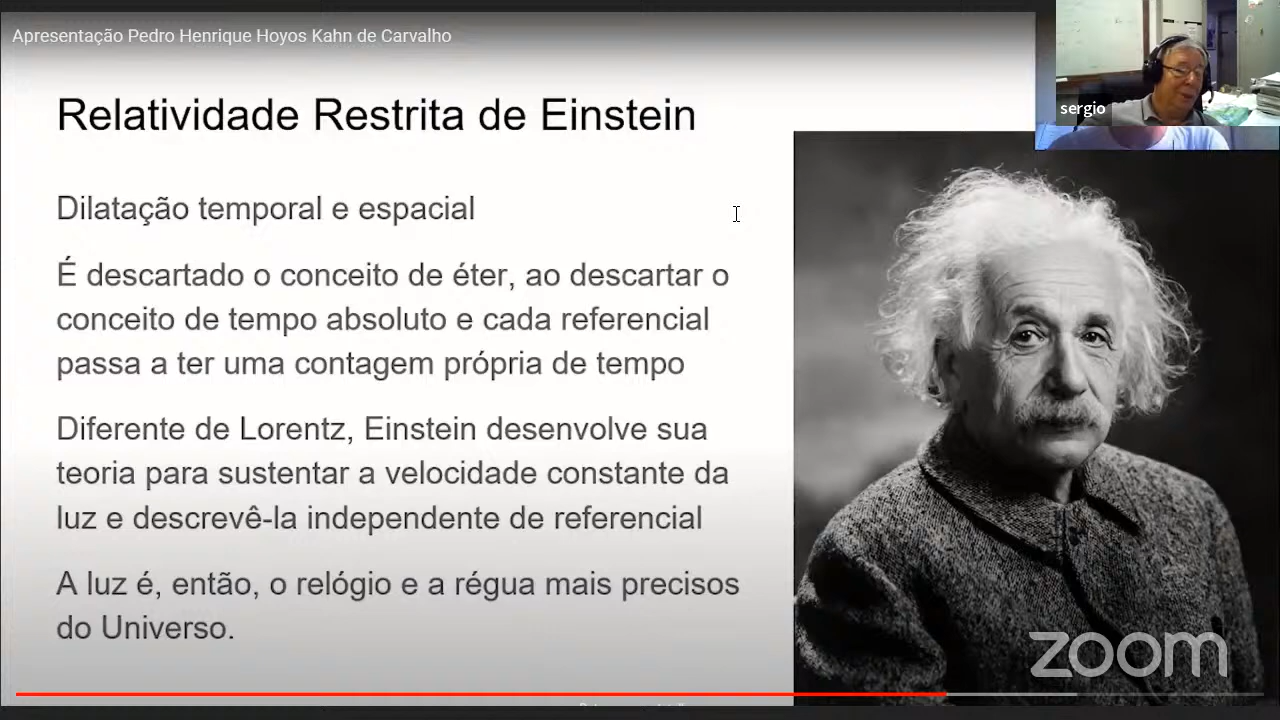 Apresentação Pedro Henrique Hoyos Kahn de Carvalho
sergio
Relatividade Restrita de Einstein
Dilatação temporal e espacial
É descartado o conceito de éter, ao descartar o
conceito de tempo absoluto e cada referencial
passa a ter uma contagem própria de tempo
Diferente de Lorentz, Einstein desenvolve sua
teoria para sustentar a velocidade constante da
luz e descrevê-la independente de referencial
A luz é, então, o relógio e a régua mais precisos
do Universo.
zoom